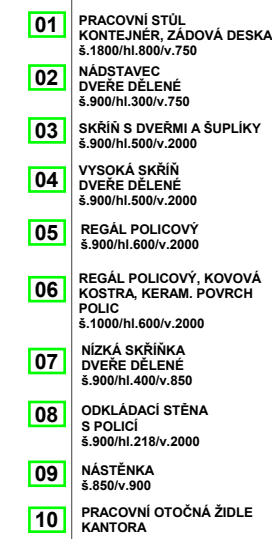 01 PRACOVNÍ STŮL
KONTEJNÉR, ZÁDOVÁ DESKA
š.1800/hl.800/v.750
02 NÁDSTAVEC
DVEŘE DĚLENÉ
š.900/hl.300/v.750
03 SKŘÍŇ S DVEŘMI A ŠUPLÍKY
š.900/hl.500/v.2000
04 VYSOKÁ SKŘÍŇ
DVEŘE DĚLENÉ
š.900/hl.500/v.2000
05 REGÁL POLICOVÝ
š.900/hl.600/v.2000
06 REGÁL POLICOVÝ, KOVOVÁ
KOSTRA, KERAM. POVRCH
POLIC
š.1000/hl.600/v.2000
07 NÍZKÁ SKŘÍŇKA
DVEŘE DĚLENÉ
š.900/hl.400/v.850
08 ODKLÁDACÍ STĚNA
S POLICÍ
š.900/hl.218/v.2000
09 NÁSTĚNKA
š.850/v.900
10 PRACOVNÍ OTOČNÁ ŽIDLE
KANTORA